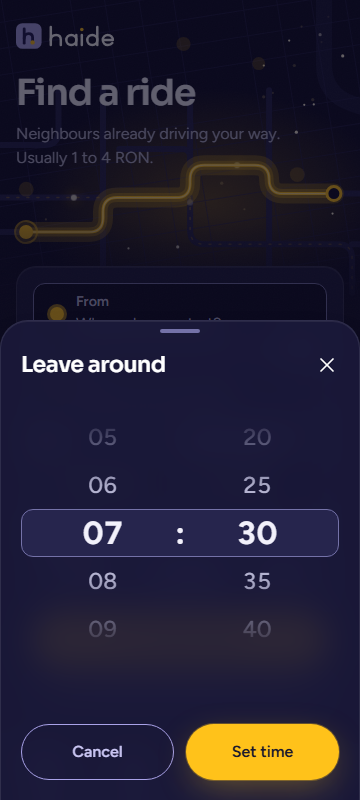 haide
Find a ride
Neighbours already driving your way.
Usually 1 to 4 RON.
From
Leave around
05 20
06 25
07 : 30
08 35
09 40
Cancel Set time